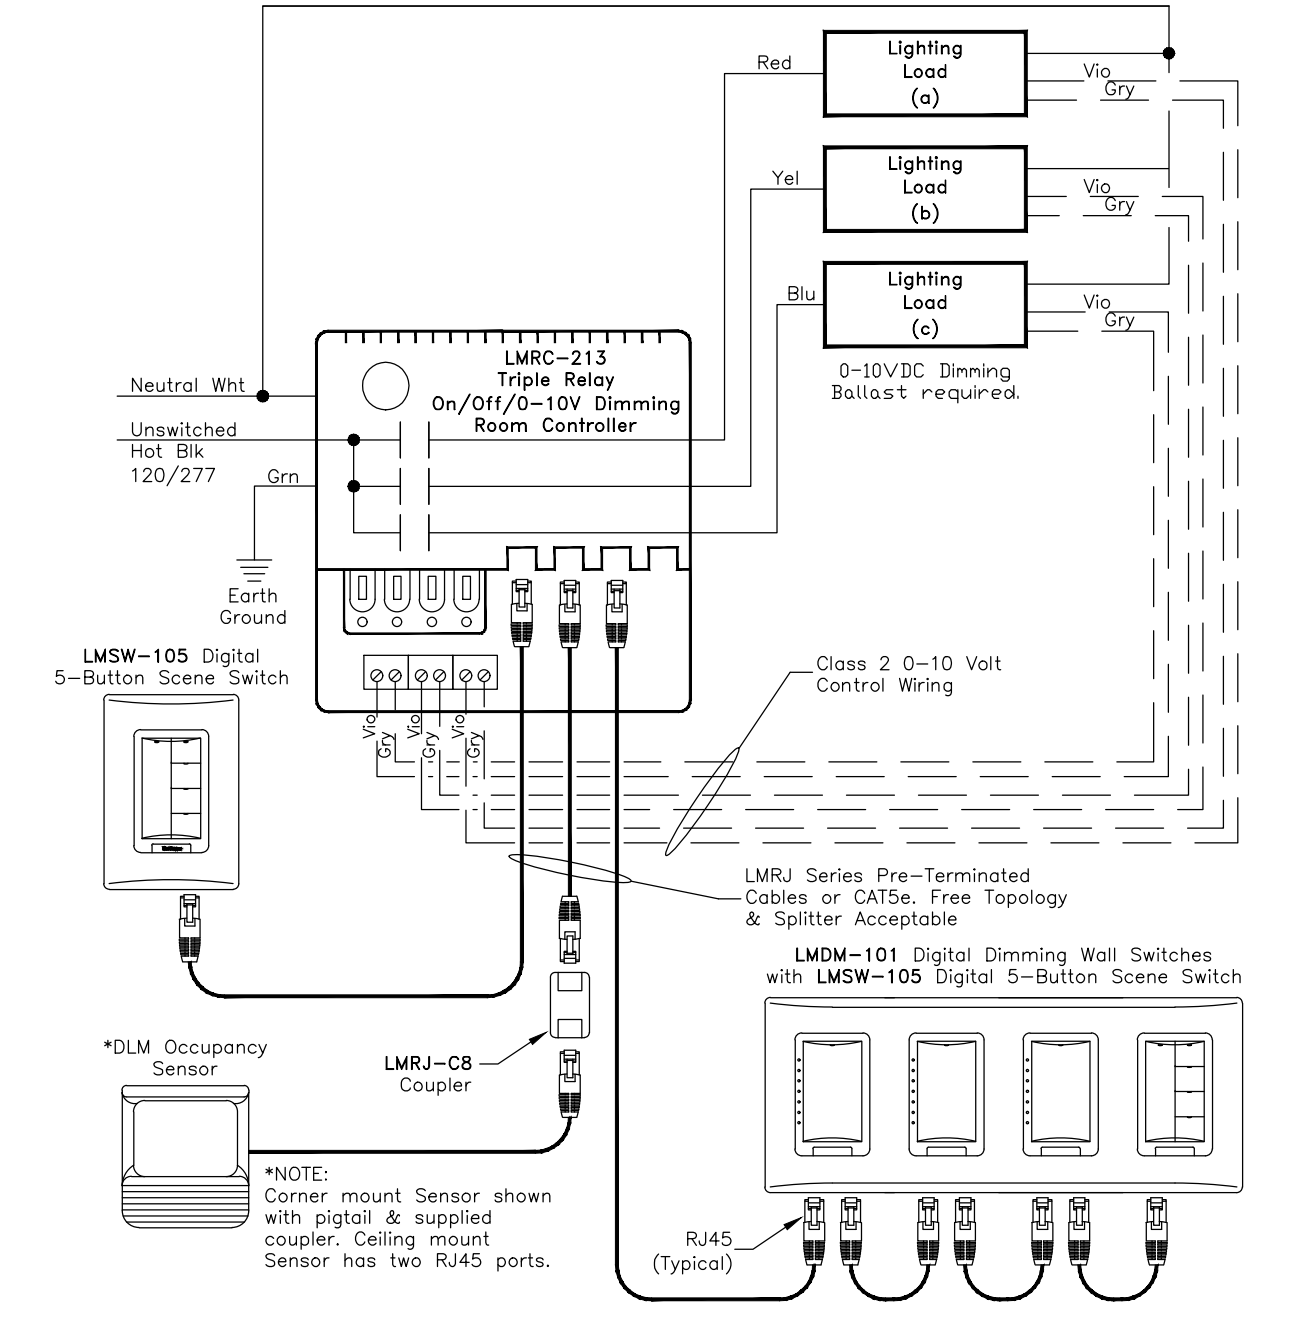 Lighting
Load
(a)
Red
Vio
Gry
Lighting
Load
(b)
Yel
Vio
Gry
Lighting
Load
(c)
Blu
Vio
Gry
0-10VDC Dimming
Ballast required.
LMRC-213
Triple Relay
On/Off/0-10V Dimming
Room Controller
Neutral Wht
Unswitched
Hot Blk
120/277
Grn
Earth
Ground
LMSW-105 Digital
5-Button Scene Switch
Class 2 0-10 Volt
Control Wiring
Vio
Gry
Vio
Gry
Vio
Gry
LMRJ Series Pre-Terminated
Cables or CAT5e. Free Topology
& Splitter Acceptable
LMDM-101 Digital Dimming Wall Switches
with LMSW-105 Digital 5-Button Scene Switch
*DLM Occupancy
Sensor
LMRJ-C8
Coupler
*NOTE:
Corner mount Sensor shown
with pigtail & supplied
coupler. Ceiling mount
Sensor has two RJ45 ports.
RJ45
(Typical)